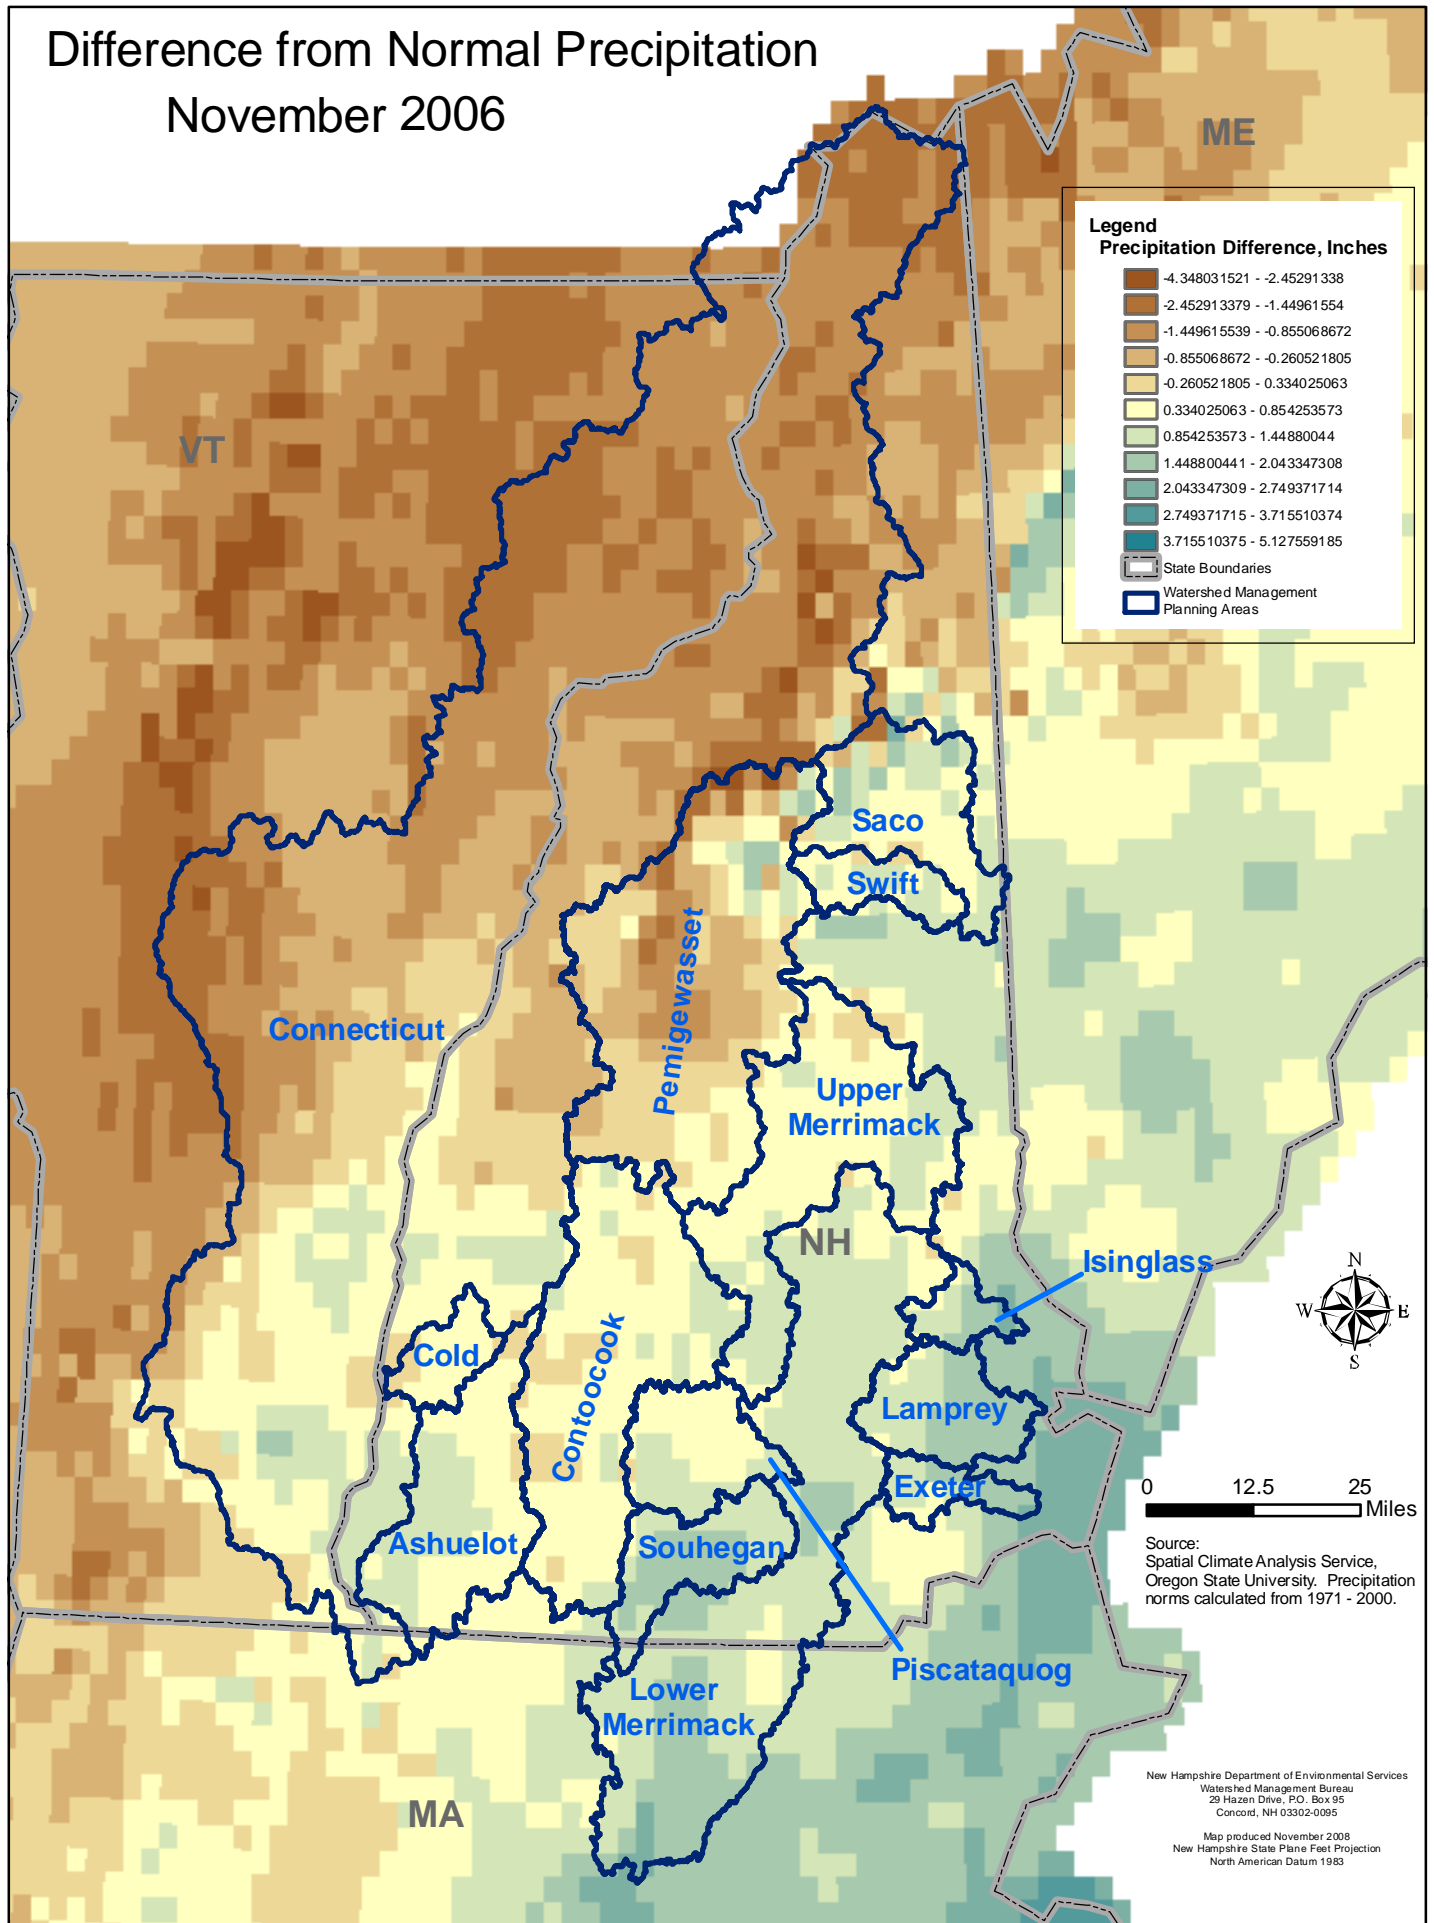 Difference from Normal Precipitation
November 2006
ME
Legend
Precipitation Difference, Inches
-4.348031521 - -2.45291338
-2.452913379 - -1.44961554
-1.449615539 - -0.855068672
-0.855068672 - -0.260521805
-0.260521805 - 0.334025063
0.334025063 - 0.854253573
0.854253573 - 1.44880044
1.448800441 - 2.043347308
2.043347309 - 2.749371714
2.749371715 - 3.715510374
3.715510375 - 5.127559185
State Boundaries
Watershed Management
Planning Areas
VT
Saco
Swift
Pemigewasset
Connecticut
Upper
Merrimack
NH
Isinglass
N
W E
S
Cold
Contoocook
Lamprey
Exeter
0 12.5 25
Miles
Ashuelot
Souhegan
Source:
Spatial Climate Analysis Service,
Oregon State University. Precipitation
norms calculated from 1971 - 2000.
Piscataquog
Lower
Merrimack
MA
New Hampshire Department of Environmental Services
Watershed Management Bureau
29 Hazen Drive, P.O. Box 95
Concord, NH 03302-0095
Map produced November 2008
New Hampshire State Plane Feet Projection
North American Datum 1983